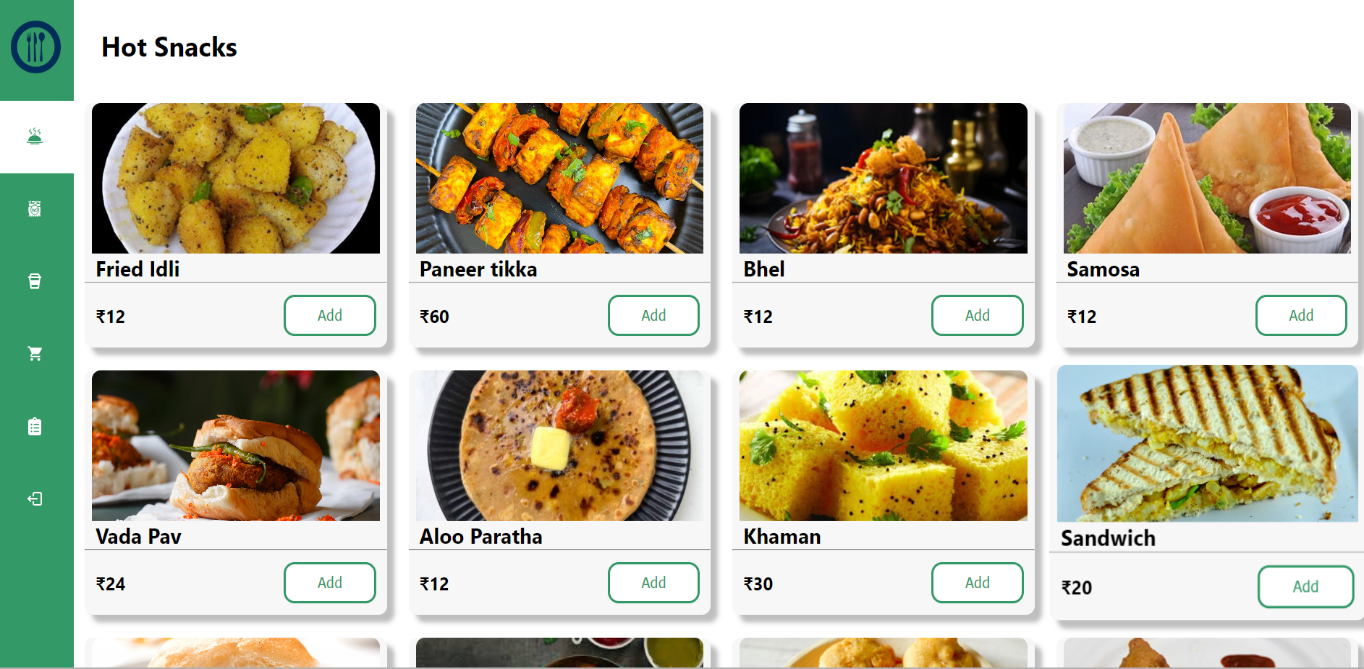 Hot Snacks
Fried Idli
₹12
Add
Paneer tikka
₹60
Add
Bhel
₹12
Add
Samosa
₹12
Add
Vada Pav
₹24
Add
Aloo Paratha
₹12
Add
Khaman
₹30
Add
Sandwich
₹20
Add